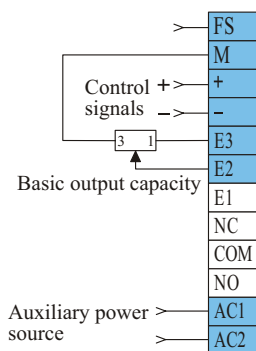 FS
M
Control + +
signals − −
3 1 E3
E2
Basic output capacity
E1
NC
COM
NO
Auxiliary power AC1
source AC2